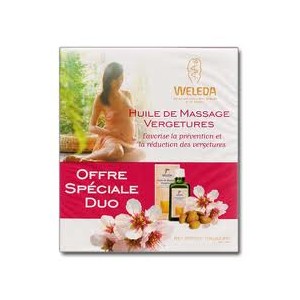 WELEDA
HUILE DE MASSAGE
VERGETURES
Favorise la prévention et
la réduction des vergetures
OFFRE
SPÉCIALE
DUO